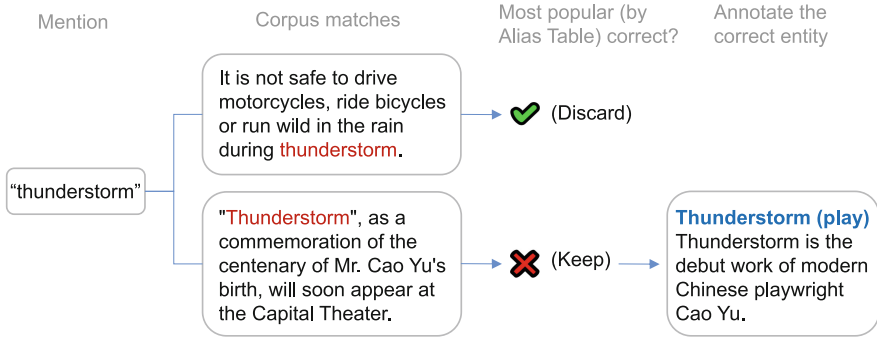 Mention
Corpus matches
Most popular (by
Alias Table) correct?
Annotate the
correct entity
It is not safe to drive
motorcycles, ride bicycles
or run wild in the rain
during thunderstorm.
(Discard)
“thunderstorm”
"Thunderstorm", as a
commemoration of the
centenary of Mr. Cao Yu's
birth, will soon appear at
the Capital Theater.
(Keep)
Thunderstorm (play)
Thunderstorm is the
debut work of modern
Chinese playwright
Cao Yu.